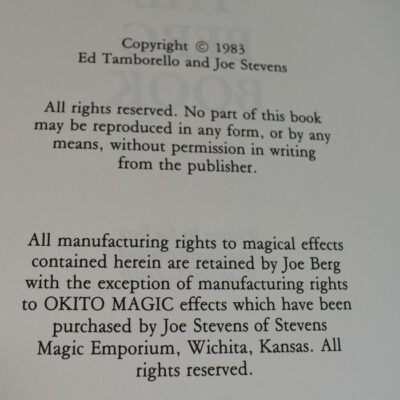 THE
BERG
BOOK
Copyright © 1983
Ed Tamborello and Joe Stevens
All rights reserved. No part of this book
may be reproduced in any form, or by any
means, without permission in writing
from the publisher.
All manufacturing rights to magical effects
contained herein are retained by Joe Berg
with the exception of manufacturing rights
to OKITO MAGIC effects which have been
purchased by Joe Stevens of Stevens
Magic Emporium, Wichita, Kansas. All
rights reserved.